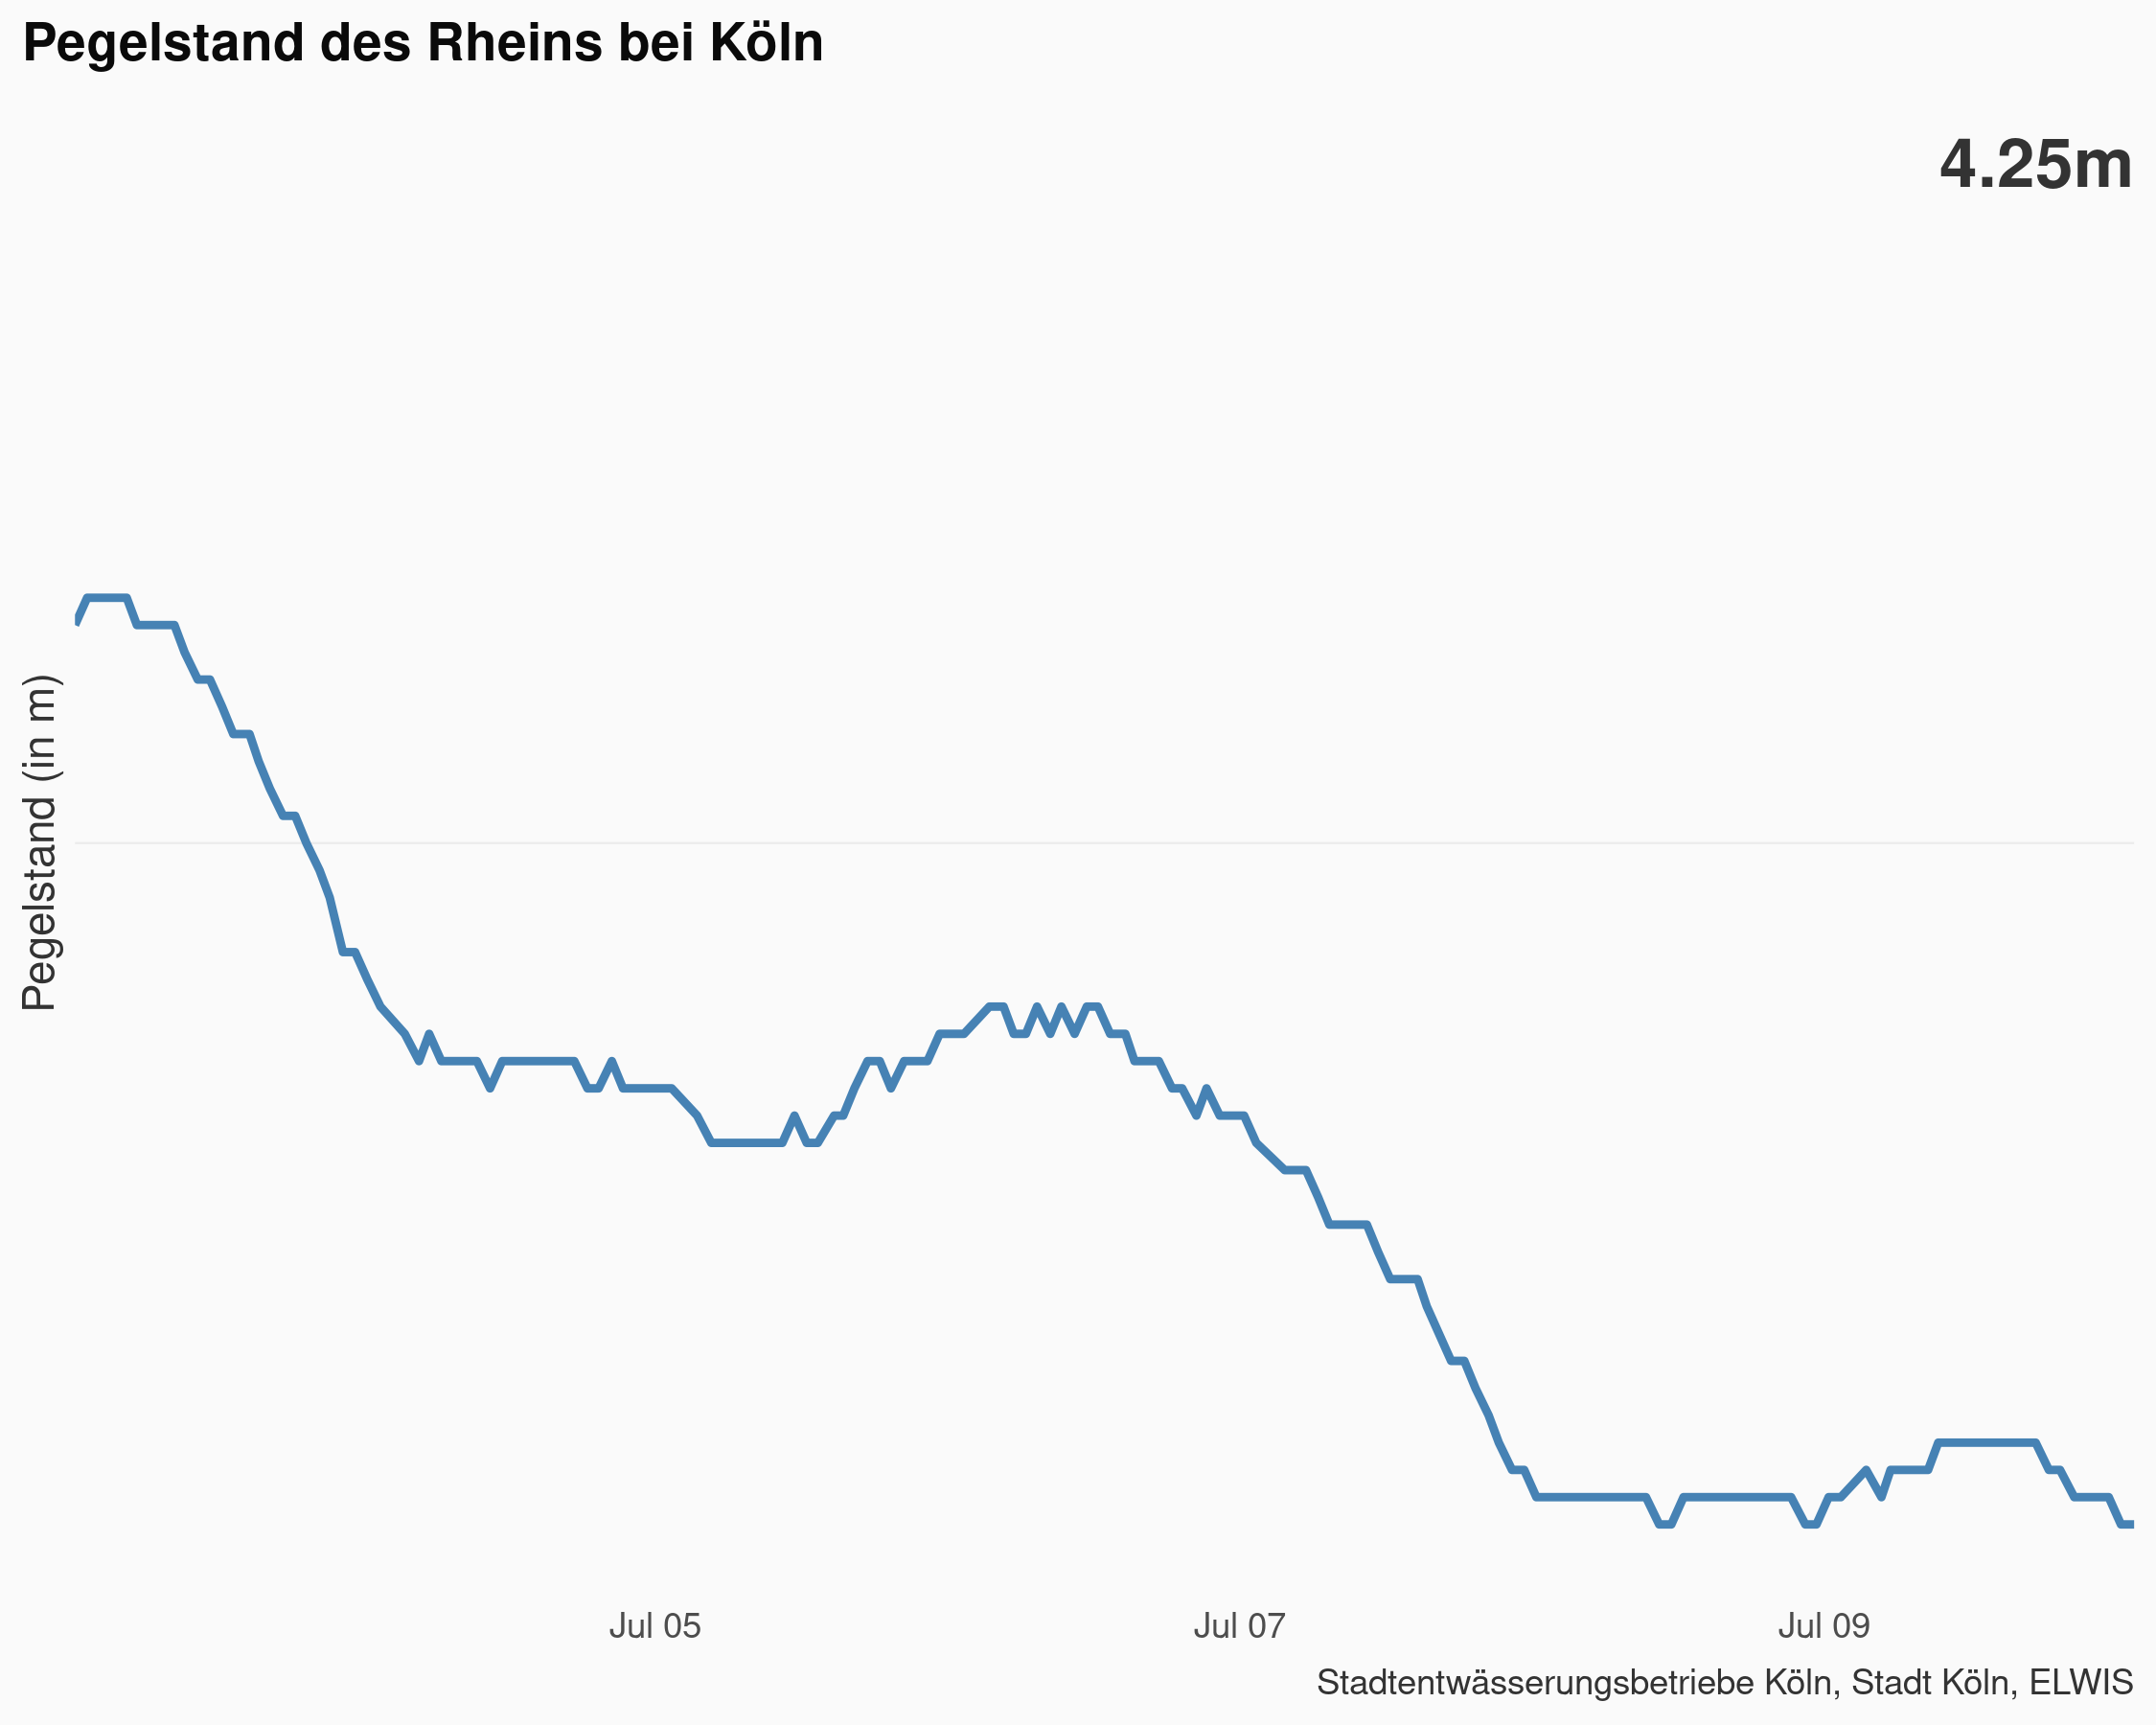 Pegelstand des Rheins bei Köln
4.25m
Pegelstand (in m)
Jul 05
Jul 07
Jul 09
Stadtentwässerungsbetriebe Köln, Stadt Köln, ELWIS